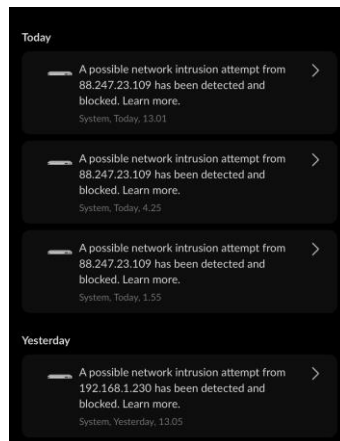 Today
A possible network intrusion attempt from
88.247.23.109 has been detected and
blocked. Learn more.
System, Today, 13.01
A possible network intrusion attempt from
88.247.23.109 has been detected and
blocked. Learn more.
System, Today, 4.25
A possible network intrusion attempt from
88.247.23.109 has been detected and
blocked. Learn more.
System, Today, 1.55
Yesterday
A possible network intrusion attempt from
192.168.1.230 has been detected and
blocked. Learn more.
System, Yesterday, 13.05